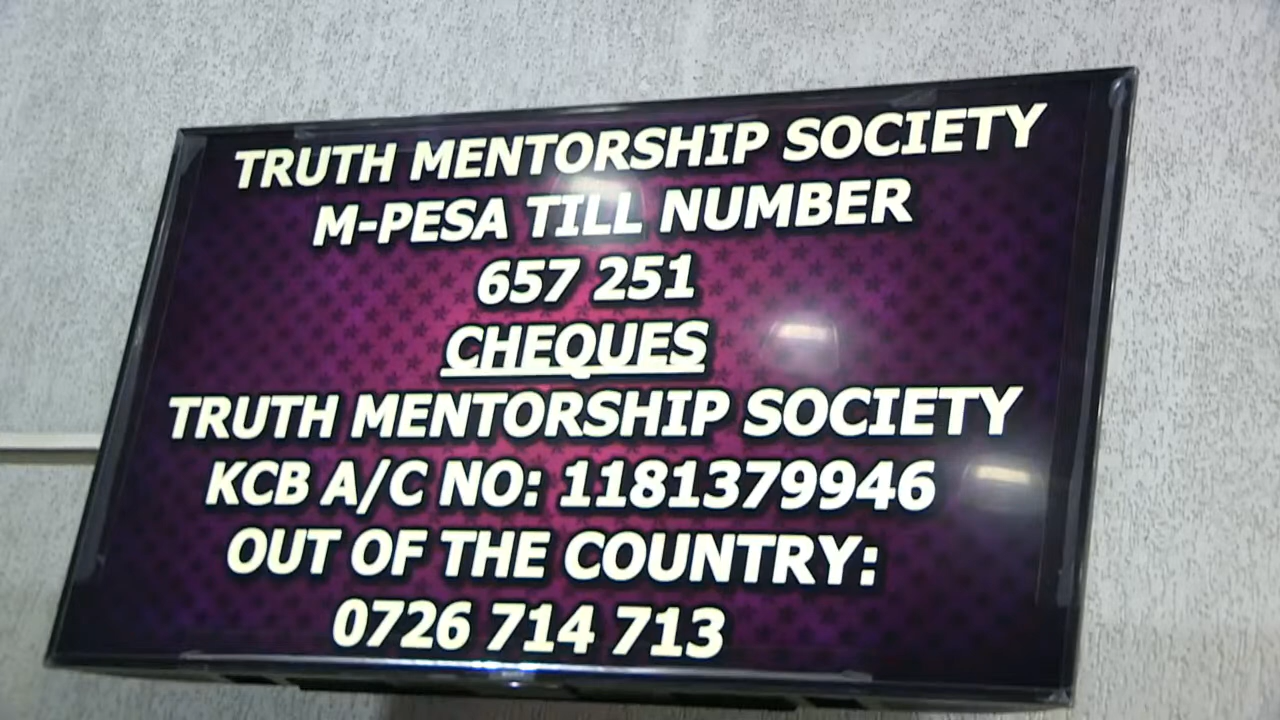 TRUTH MENTORSHIP SOCIETY
M-PESA TILL NUMBER
657 251
CHEQUES
TRUTH MENTORSHIP SOCIETY
KCB A/C NO: 1181379946
OUT OF THE COUNTRY:
0726 714 713